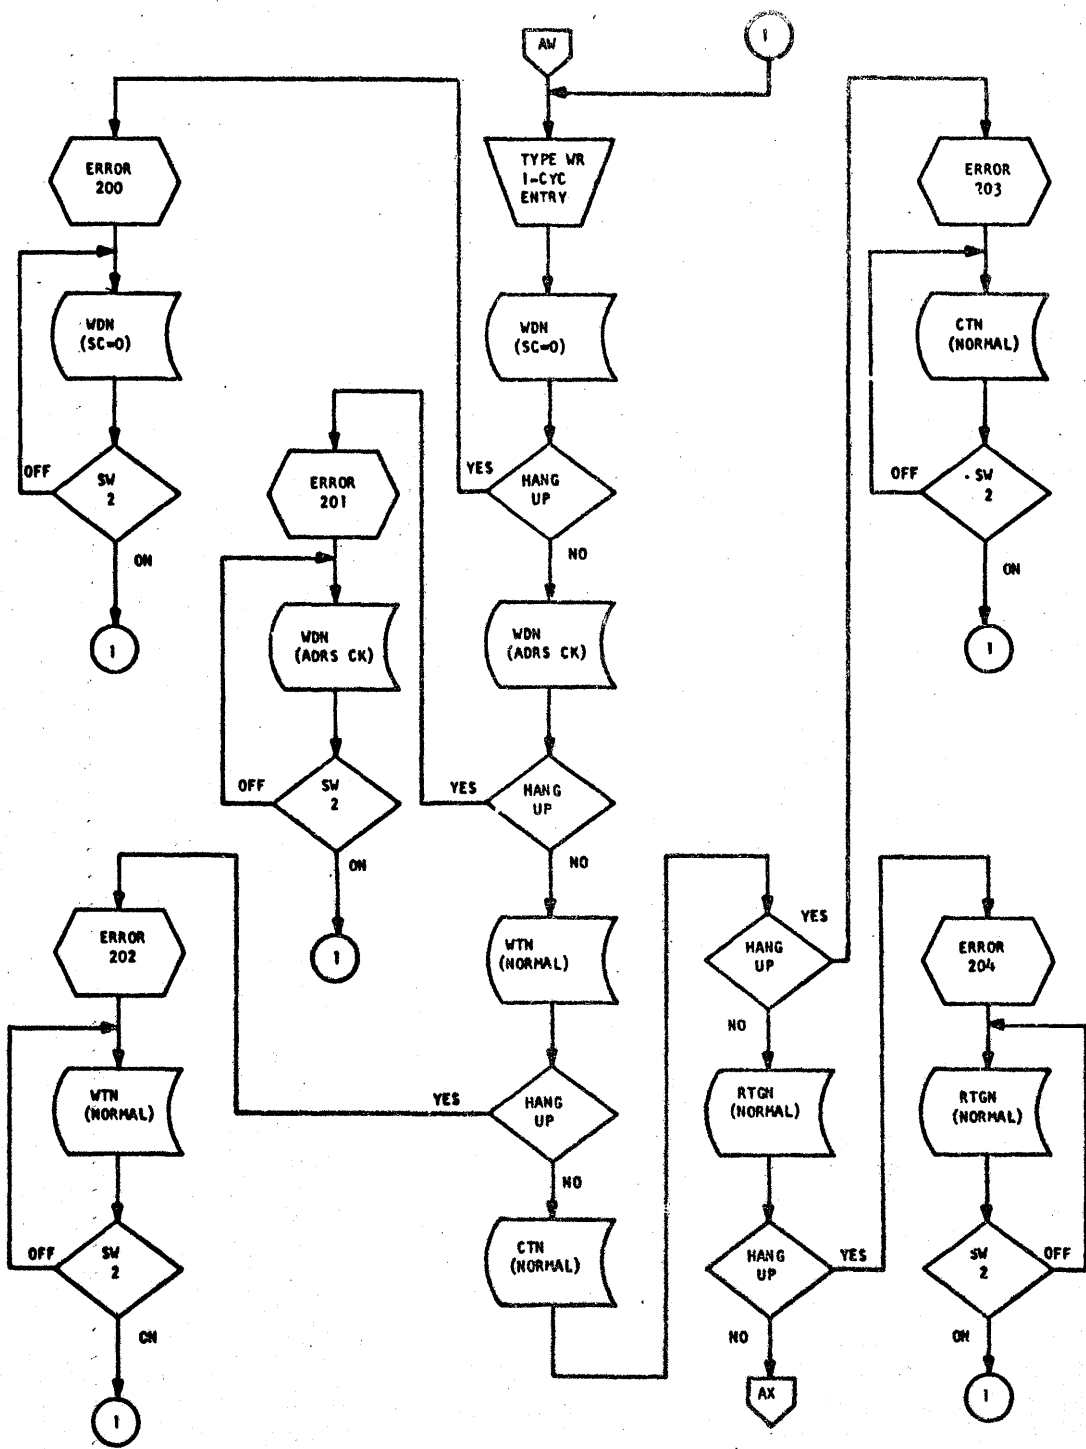 AW
1
TYPE WR
1-CYC
ENTRY
WDN
(SC=0)
HANG
UP
YES
NO
ERROR
200
WDN
(SC=0)
SW
2
OFF
ON
1
WDN
(ADRS CK)
HANG
UP
YES
NO
ERROR
201
WDN
(ADRS CK)
SW
2
OFF
ON
1
WTN
(NORMAL)
HANG
UP
YES
NO
ERROR
202
WTN
(NORMAL)
SW
2
OFF
ON
1
CTN
(NORMAL)
HANG
UP
YES
NO
ERROR
203
CTN
(NORMAL)
SW
2
OFF
ON
1
RTGN
(NORMAL)
HANG
UP
YES
NO
AX
ERROR
204
RTGN
(NORMAL)
SW
2
OFF
ON
1